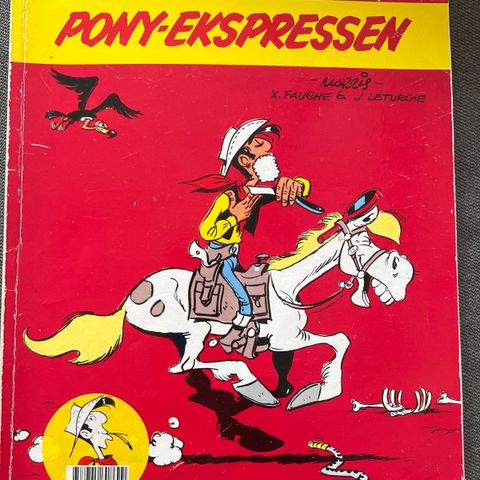 PONY-EKSPRESSEN
-MORRIS-
X. FAUCHE & J. LÉTURGIE